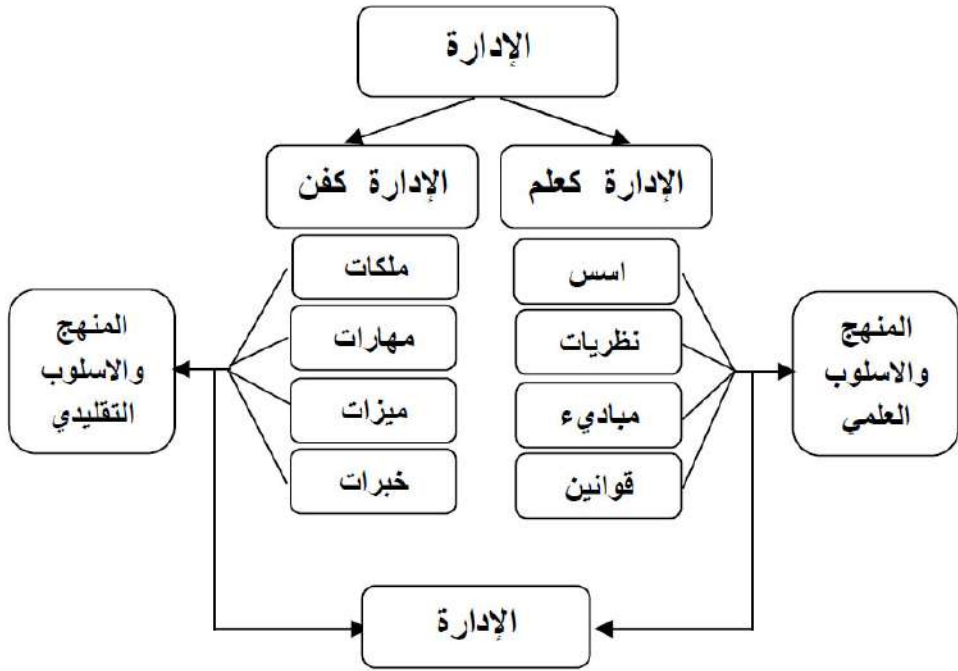 الإدارة
الإدارة كعلم
الإدارة كفن
اسس
نظريات
مباديء
قوانين
المنهج
والاسلوب
العلمي
ملكات
مهارات
ميزات
خبرات
المنهج
والاسلوب
التقليدي
الإدارة